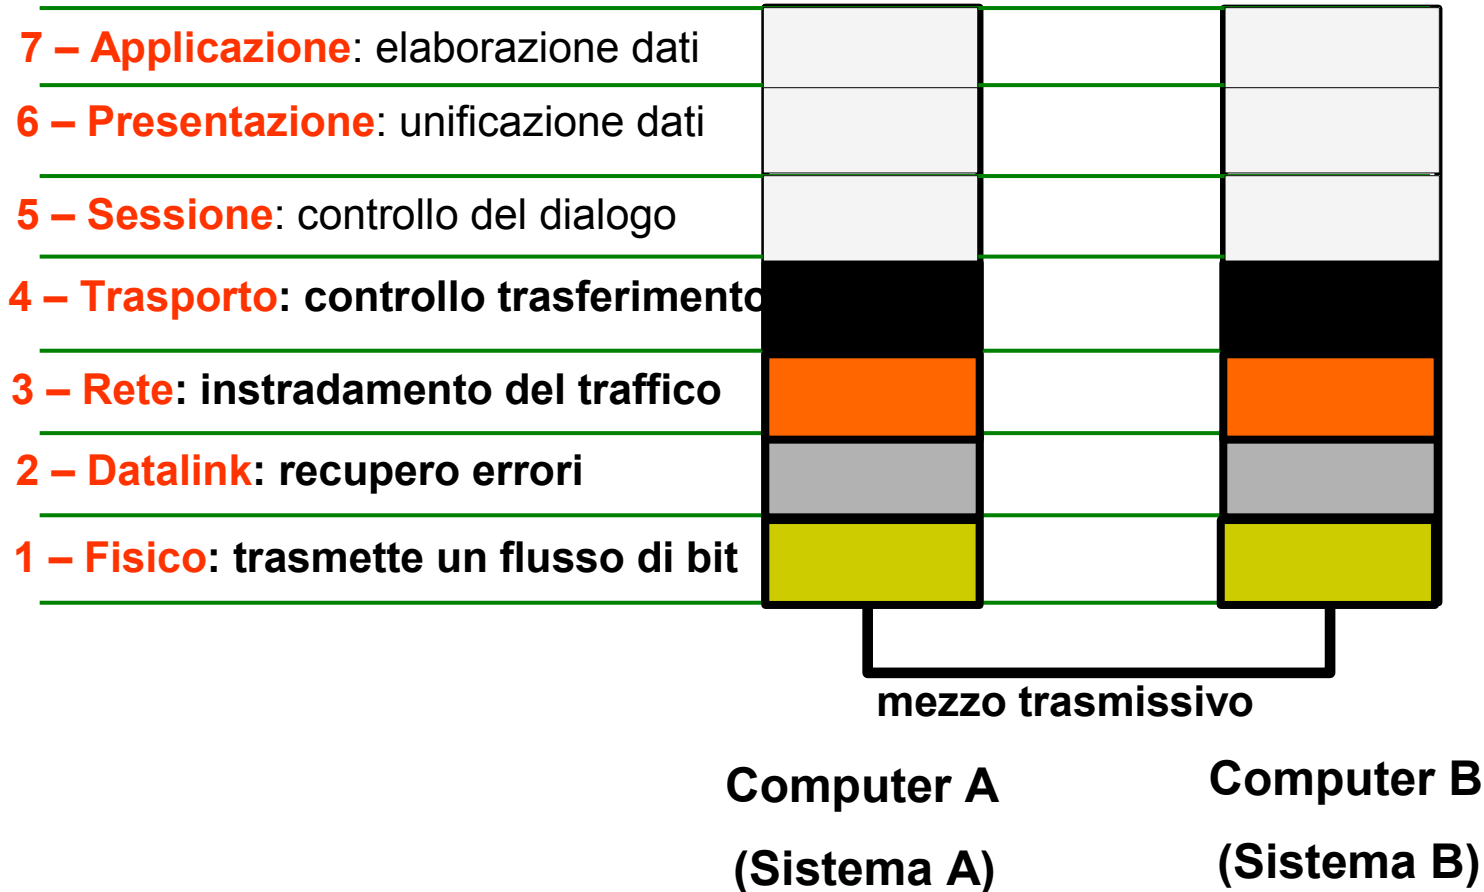 7 – Applicazione: elaborazione dati
6 – Presentazione: unificazione dati
5 – Sessione: controllo del dialogo
4 – Trasporto: controllo trasferimento
3 – Rete: instradamento del traffico
2 – Datalink: recupero errori
1 – Fisico: trasmette un flusso di bit
mezzo trasmissivo
Computer A
(Sistema A)
Computer B
(Sistema B)